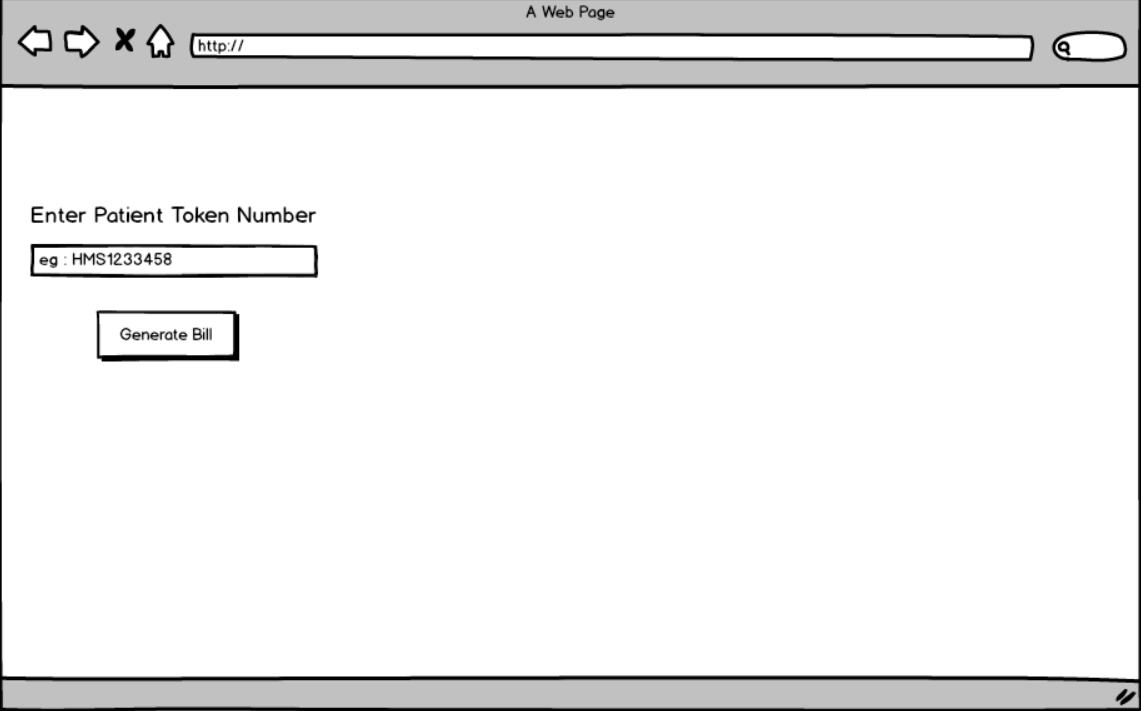 A Web Page
http://
Enter Patient Token Number
eg : HMS1233458
Generate Bill